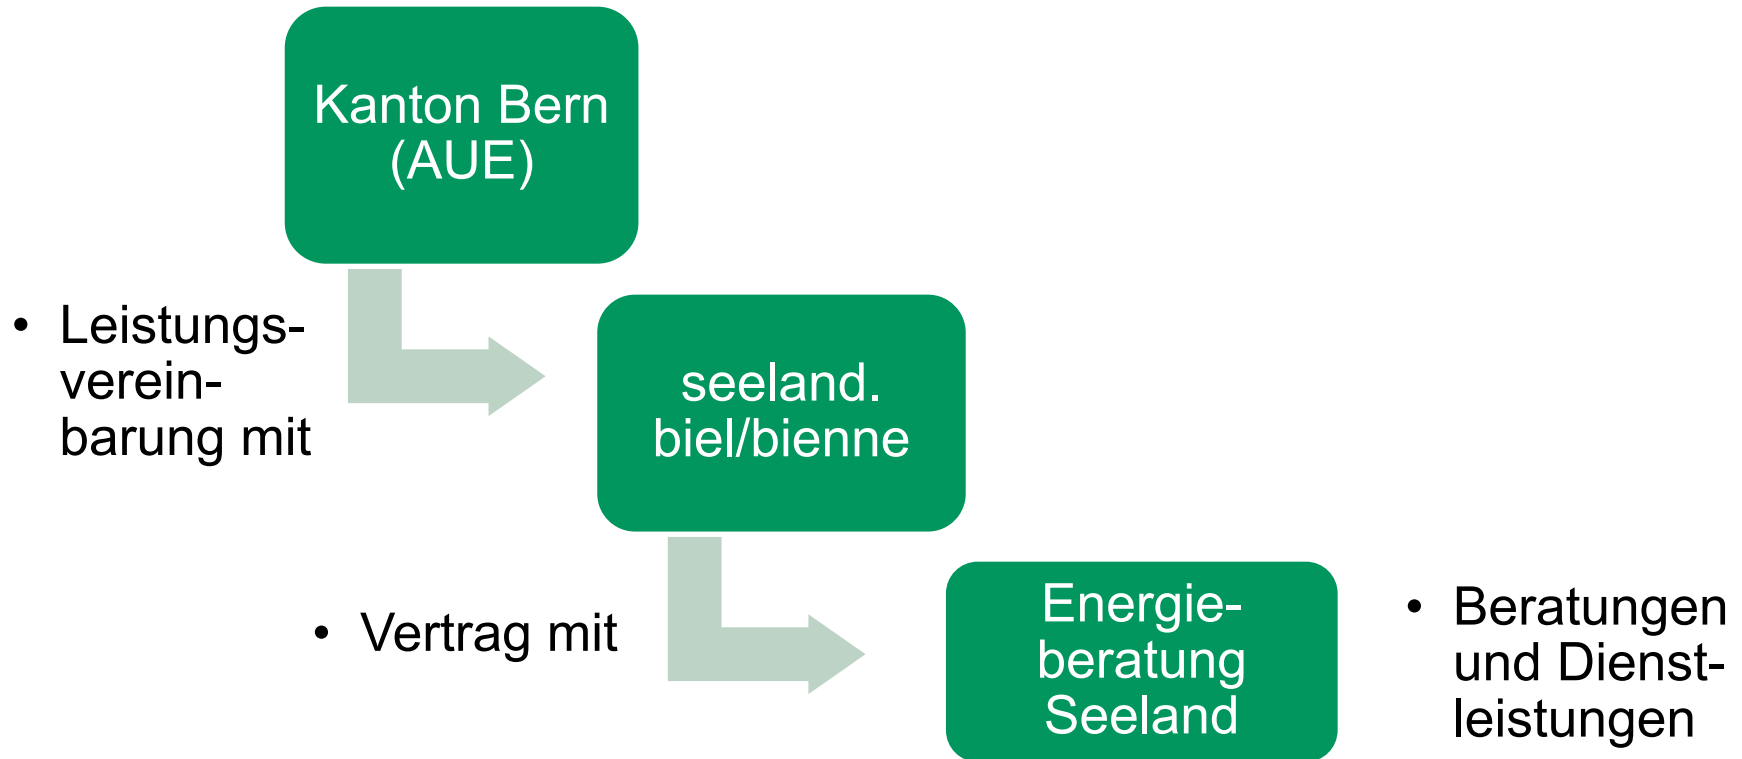 Kanton Bern
(AUE)
• Leistungs-
verein-
barung mit
seeland.
biel/bienne
• Vertrag mit
Energie-
beratung
Seeland
• Beratungen
und Dienst-
leistungen